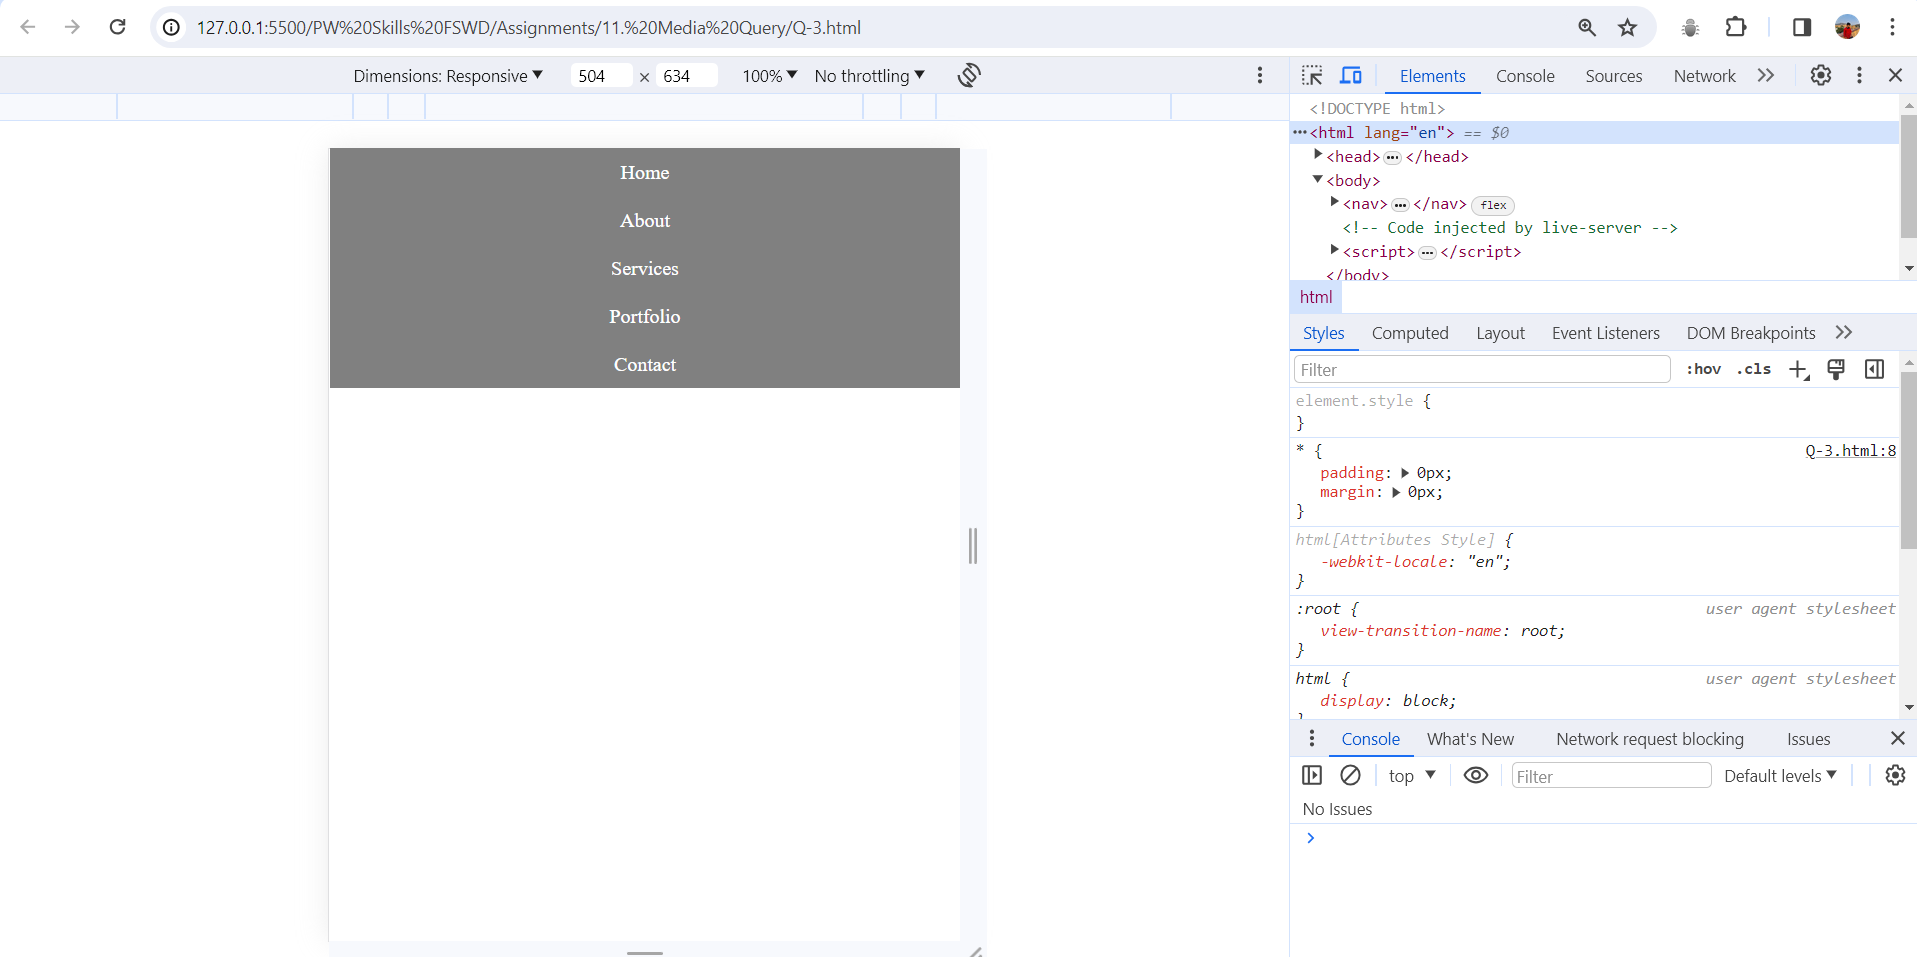 127.0.0.1:5500/PW%20Skills%20FSWD/Assignments/11.%20Media%20Query/Q-3.html
Dimensions: Responsive 504 × 634 100% No throttling
Home
About
Services
Portfolio
Contact
Elements Console Sources Network
<!DOCTYPE html>
<html lang="en"> == $0
<head> </head>
<body>
<nav> </nav> flex
<!-- Code injected by live-server -->
<script> </script>
</body>
html
Styles Computed Layout Event Listeners DOM Breakpoints
Filter :hov .cls
element.style {
}
* { Q-3.html:8
padding: 0px;
margin: 0px;
}
html[Attributes Style] {
-webkit-locale: "en";
}
:root { user agent stylesheet
view-transition-name: root;
}
html { user agent stylesheet
display: block;
}
Console What's New Network request blocking Issues
top Filter Default levels
No Issues